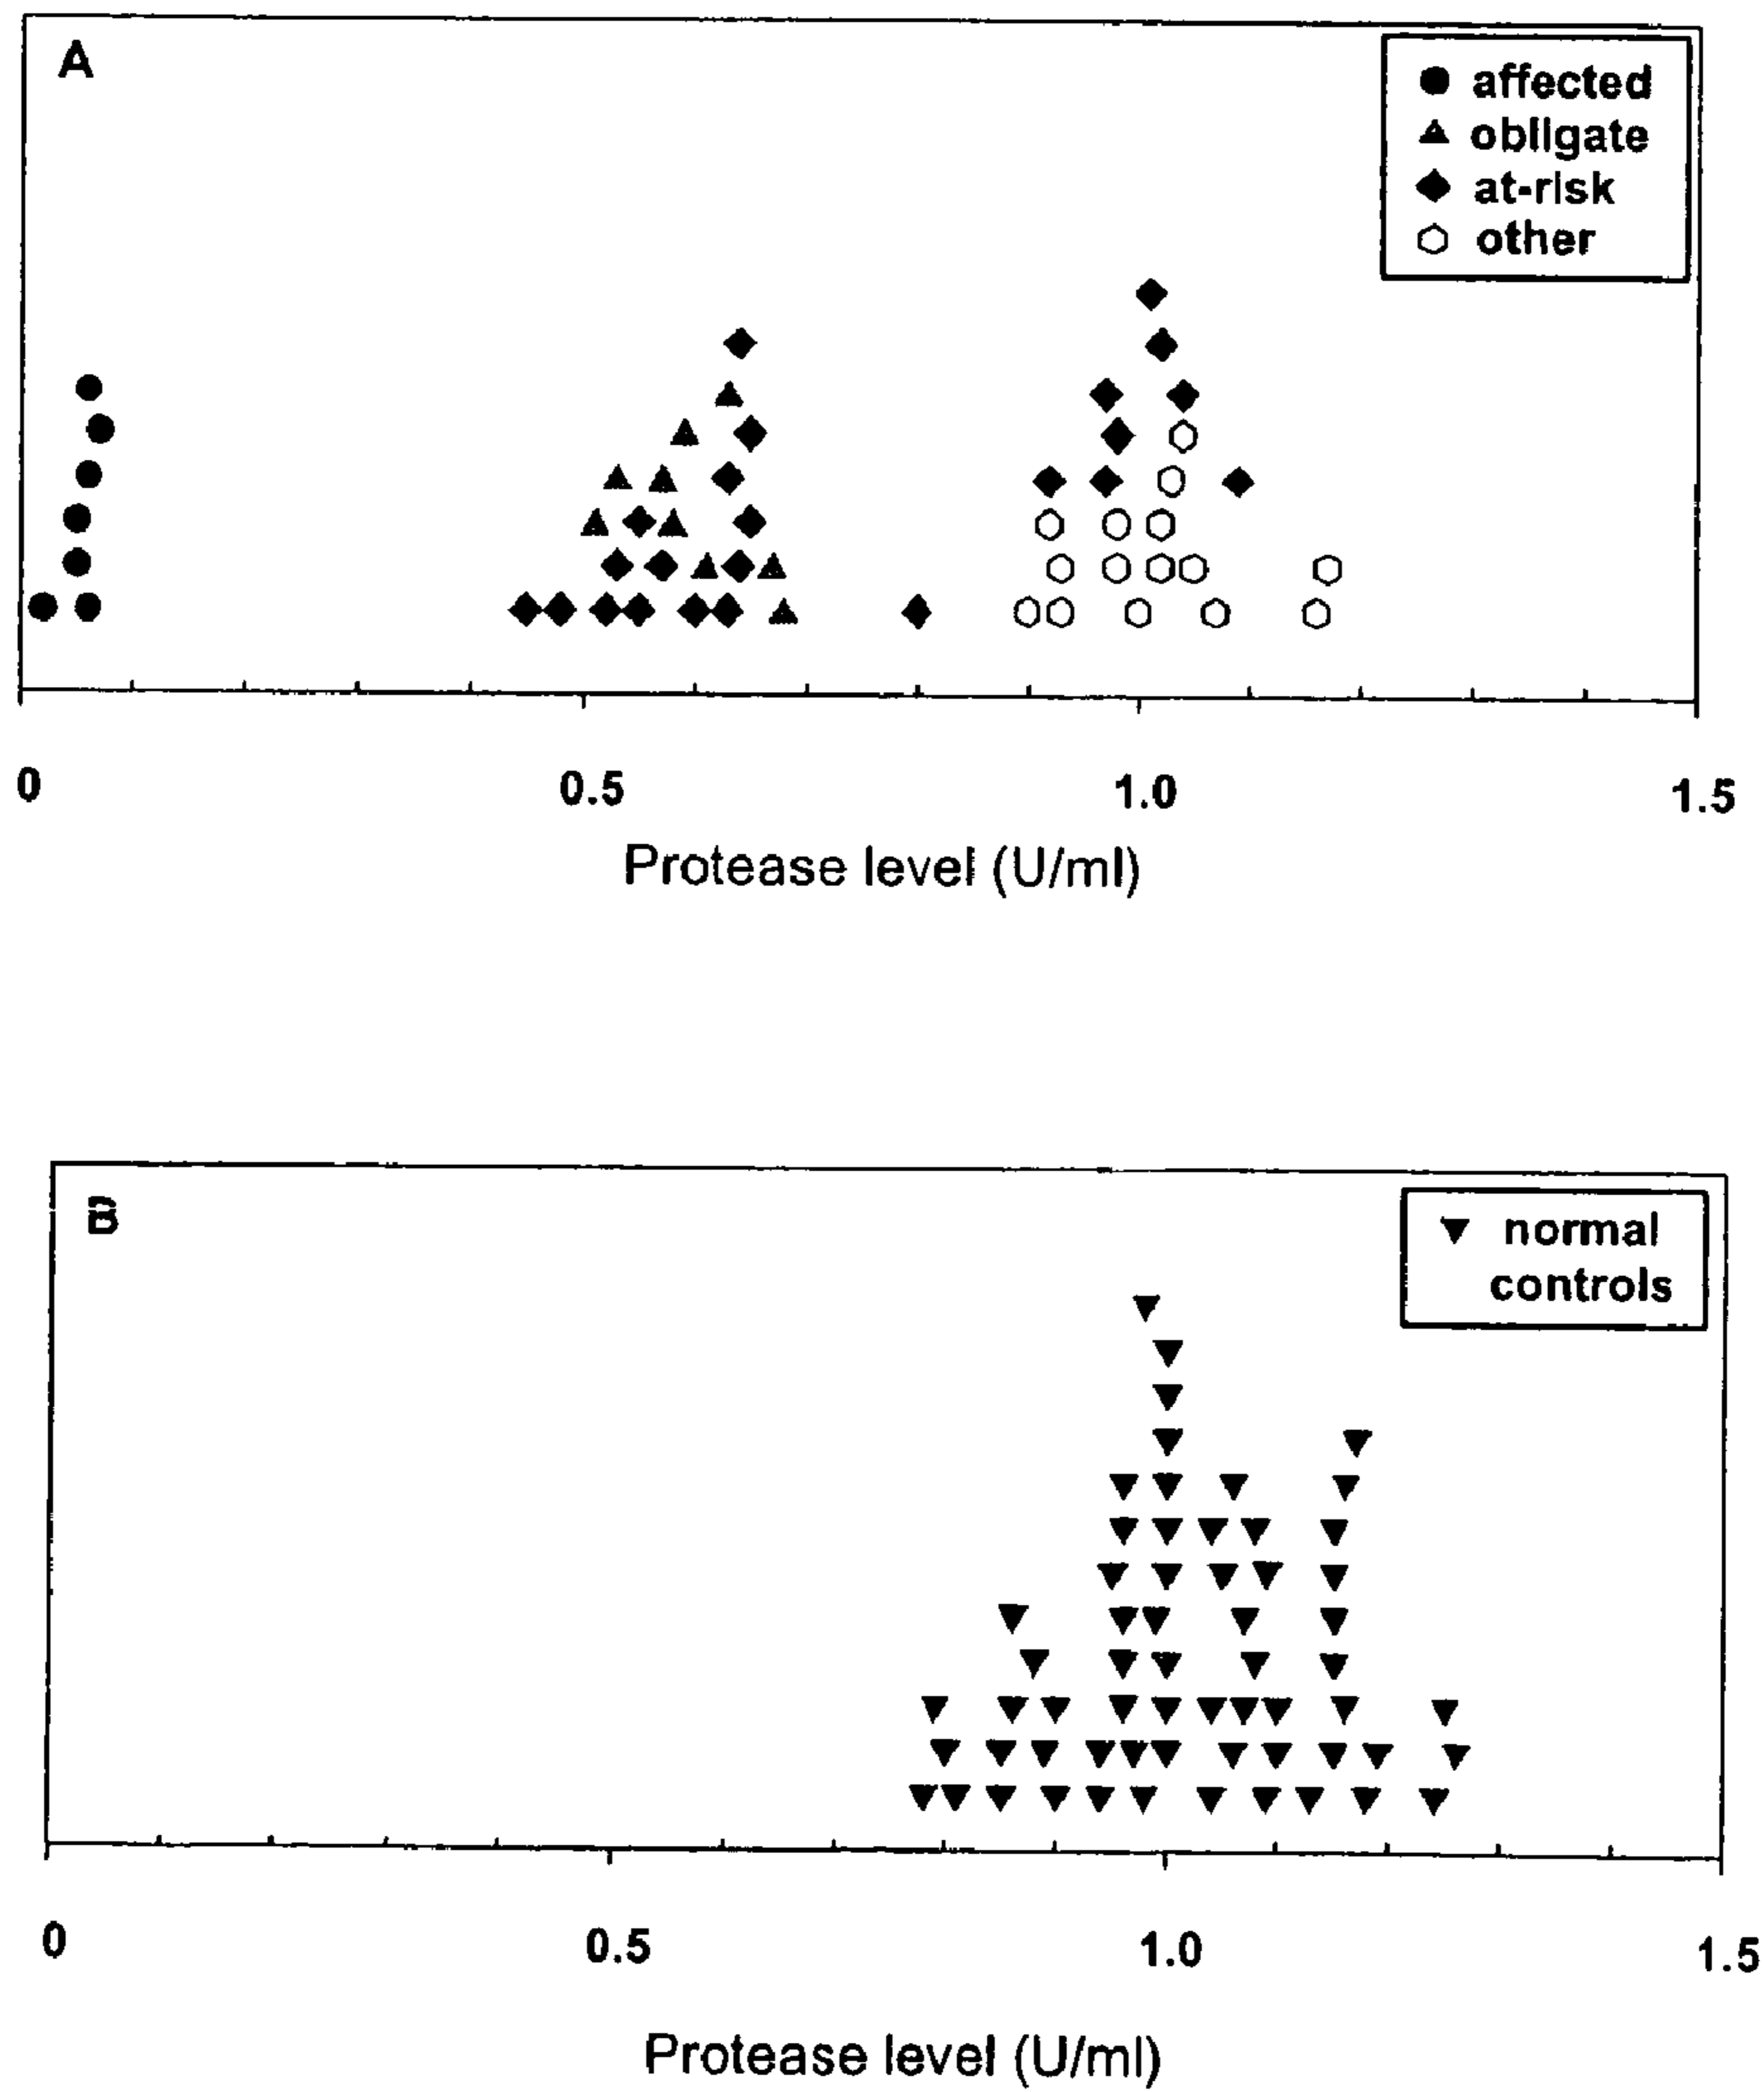 A
affected
obligate
at-risk
other
0 0.5 1.0 1.5
Protease level (U/ml)
B
normal
controls
0 0.5 1.0 1.5
Protease level (U/ml)